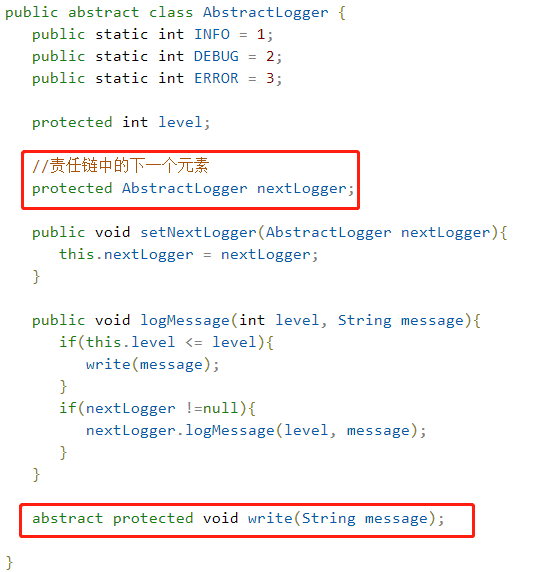 public abstract class AbstractLogger {
   public static int INFO = 1;
   public static int DEBUG = 2;
   public static int ERROR = 3;
   protected int level;
   //责任链中的下一个元素
   protected AbstractLogger nextLogger;
   public void setNextLogger(AbstractLogger nextLogger){
      this.nextLogger = nextLogger;
   }
   public void logMessage(int level, String message){
      if(this.level <= level){
         write(message);
      }
      if(nextLogger !=null){
         nextLogger.logMessage(level, message);
      }
   }
   abstract protected void write(String message);
}